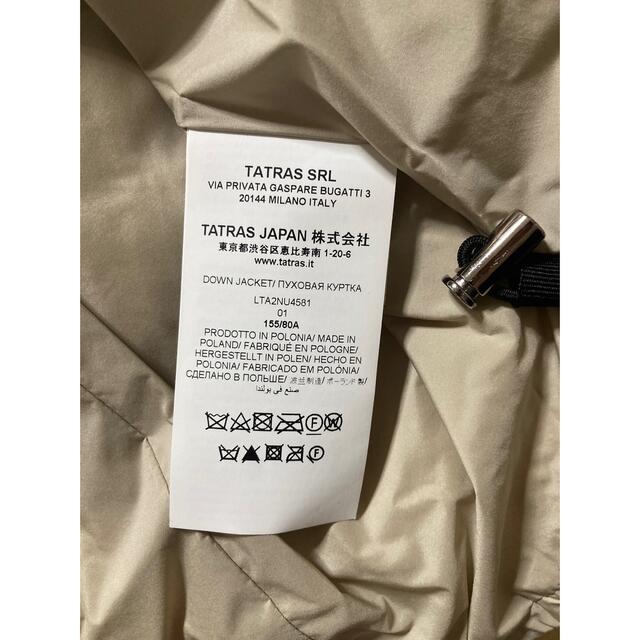 TATRAS SRL
VIA PRIVATA GASPARE BUGATTI 3
20144 MILANO ITALY
TATRAS JAPAN 株式会社
東京都渋谷区恵比寿南 1-20-6
www.tatras.it
DOWN JACKET/ ПУХОВАЯ КУРТКА
LTA2NU4581
01
155/80A
PRODOTTO IN POLONIA/ MADE IN
POLAND/ FABRIQUÉ EN POLOGNE/
HERGESTELLT IN POLEN/ HECHO EN
POLONIA/ FABRICADO EM POLÓNIA/
СДЕЛАНО В ПОЛЬШЕ/ 波兰制造/ ポーランド製/
صنع في بولندا